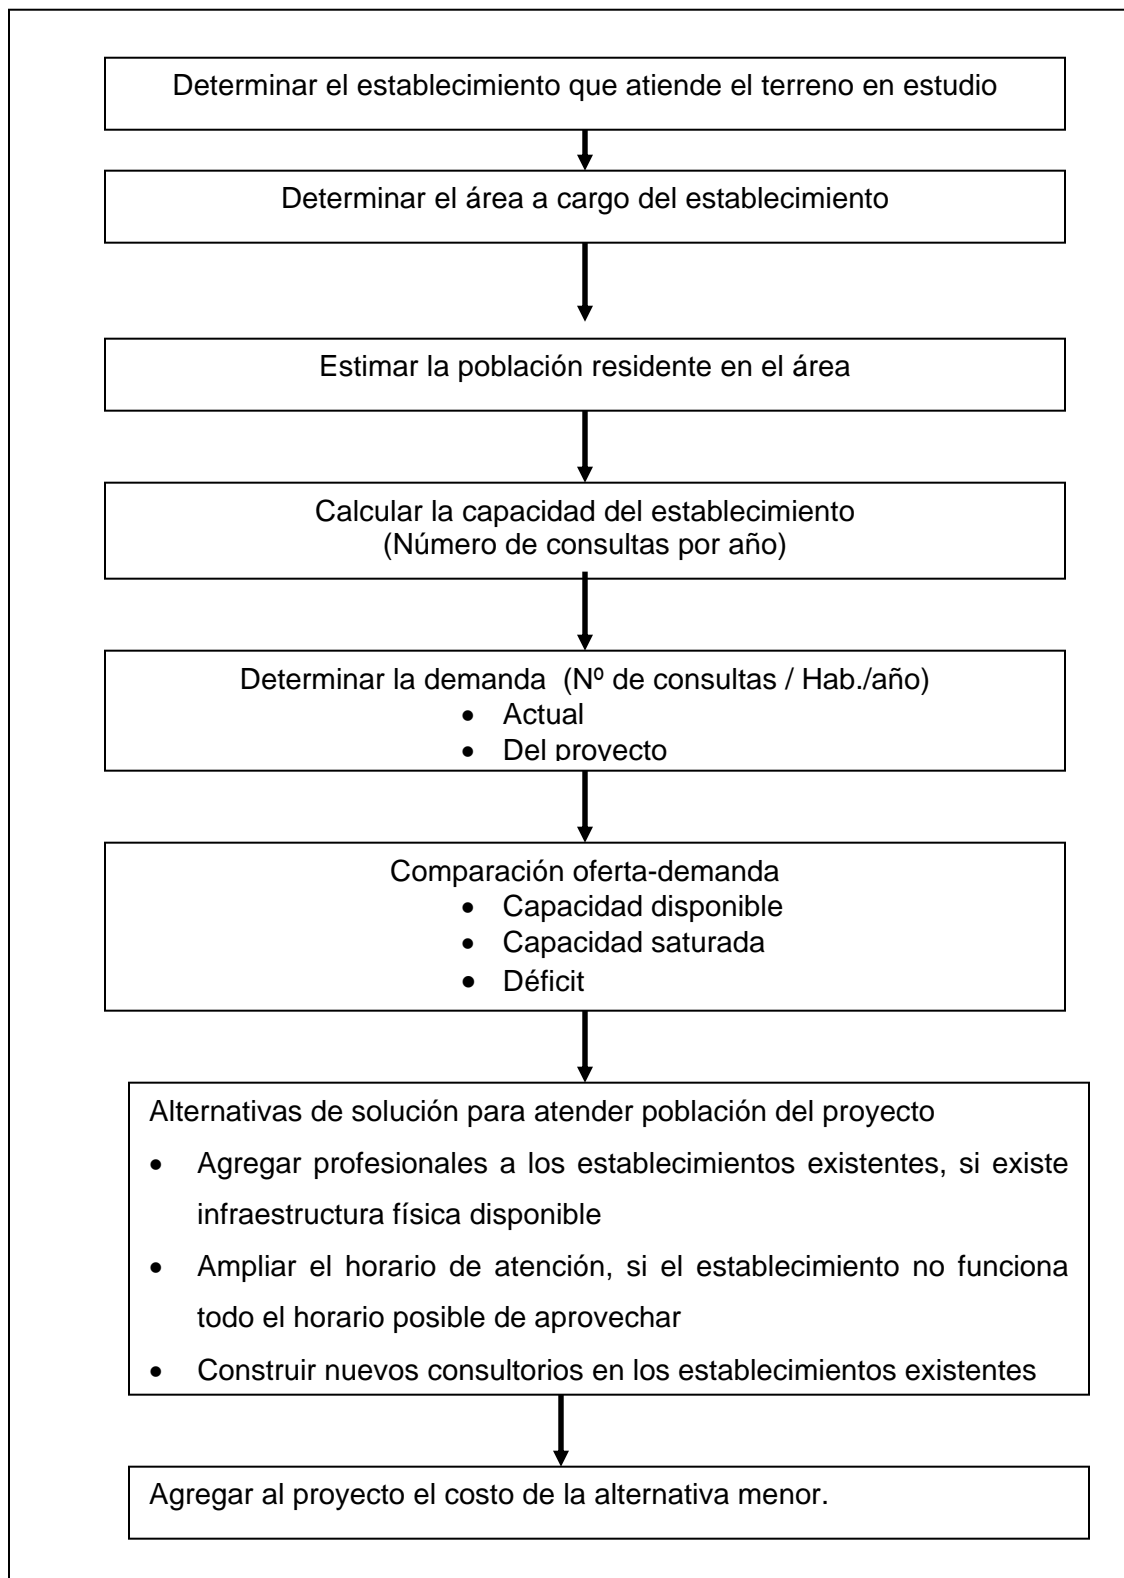 Determinar el establecimiento que atiende el terreno en estudio
Determinar el área a cargo del establecimiento
Estimar la población residente en el área
Calcular la capacidad del establecimiento
(Número de consultas por año)
Determinar la demanda (Nº de consultas / Hab./año)
• Actual
• Del proyecto
Comparación oferta-demanda
• Capacidad disponible
• Capacidad saturada
• Déficit
Alternativas de solución para atender población del proyecto
• Agregar profesionales a los establecimientos existentes, si existe
infraestructura física disponible
• Ampliar el horario de atención, si el establecimiento no funciona
todo el horario posible de aprovechar
• Construir nuevos consultorios en los establecimientos existentes
Agregar al proyecto el costo de la alternativa menor.